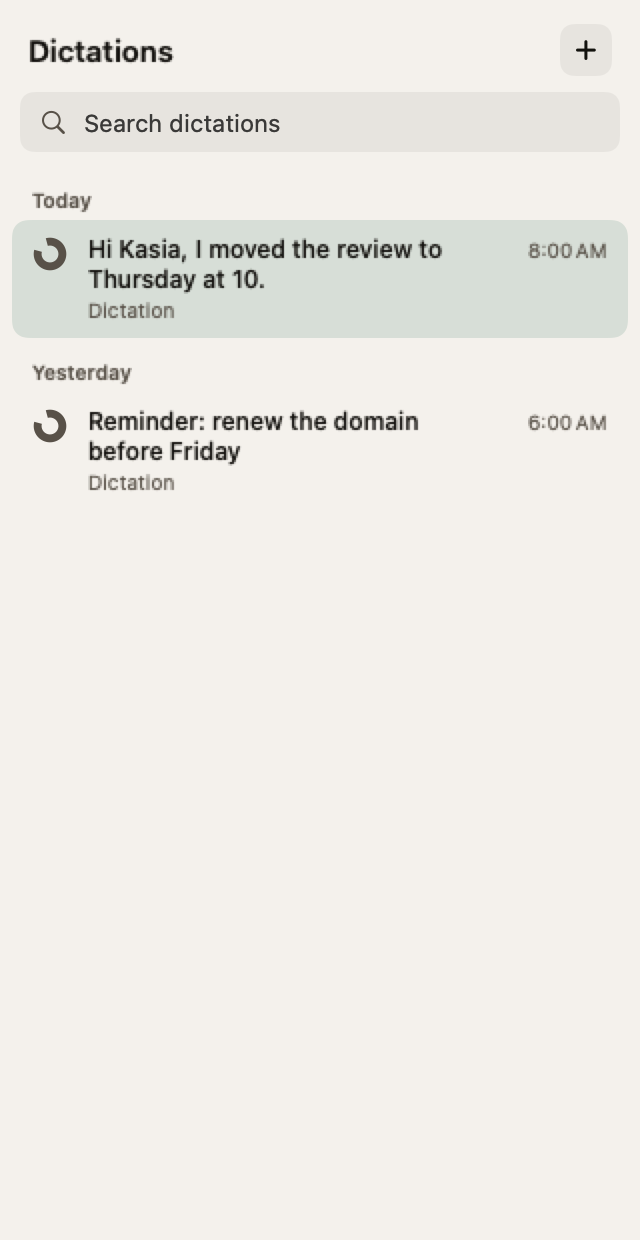 Dictations
Search dictations
Today
Hi Kasia, I moved the review to
Thursday at 10.
8:00 AM
Dictation
Yesterday
Reminder: renew the domain
before Friday
6:00 AM
Dictation